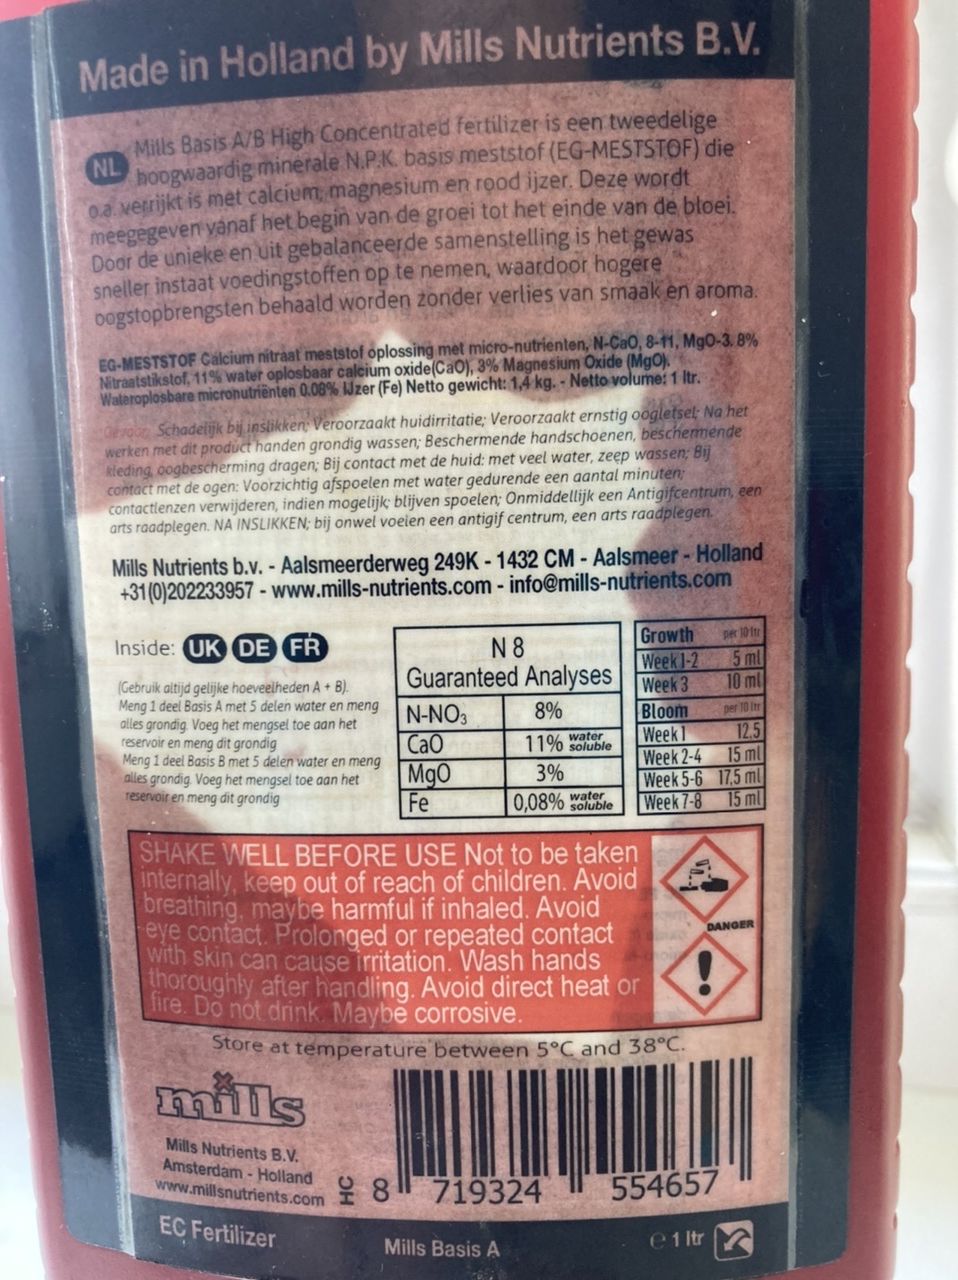 Made in Holland by Mills Nutrients B.V.
NL
Mills Basis A/B High Concentrated fertilizer is een tweedelige
hoogwaardig minerale N.P.K. basis meststof (EG-MESTSTOF) die
o.a. verrijkt is met calcium, magnesium en rood ijzer. Deze wordt
meegegeven vanaf het begin van de groei tot het einde van de bloei.
Door de unieke en uit gebalanceerde samenstelling is het gewas
sneller instaat voedingstoffen op te nemen, waardoor hogere
oogstopbrengsten behaald worden zonder verlies van smaak en aroma.
EG-MESTSTOF Calcium nitraat meststof oplossing met micro-nutrienten, N-CaO, 8-11, MgO-3. 8%
Nitraatstikstof, 11% water oplosbaar calcium oxide(CaO), 3% Magnesium Oxide (MgO).
Wateroplosbare micronutriënten 0.08% IJzer (Fe) Netto gewicht: 1,4 kg. - Netto volume: 1 ltr.
Gevaar: Schadelijk bij inslikken; Veroorzaakt huidirritatie; Veroorzaakt ernstig oogletsel; Na het
werken met dit product handen grondig wassen; Beschermende handschoenen, beschermende
kleding, oogbescherming dragen; Bij contact met de huid: met veel water, zeep wassen; Bij
contact met de ogen: Voorzichtig afspoelen met water gedurende een aantal minuten;
contactlenzen verwijderen, indien mogelijk; blijven spoelen; Onmiddellijk een Antigifcentrum, een
arts raadplegen. NA INSLIKKEN; bij onwel voelen een antigif centrum, een arts raadplegen.
Mills Nutrients b.v. - Aalsmeerderweg 249K - 1432 CM - Aalsmeer - Holland
+31(0)202233957 - www.mills-nutrients.com - info@mills-nutrients.com
Inside: UK DE FR
(Gebruik altijd gelijke hoeveelheden A + B).
Meng 1 deel Basis A met 5 delen water en meng
alles grondig. Voeg het mengsel toe aan het
reservoir en meng dit grondig
Meng 1 deel Basis B met 5 delen water en meng
alles grondig. Voeg het mengsel toe aan het
reservoir en meng dit grondig
N 8
Guaranteed Analyses
N-NO₃ 8%
CaO 11% water soluble
MgO 3%
Fe 0,08% water soluble
Growth per 10 ltr
Week 1-2 5 ml
Week 3 10 ml
Bloom per 10 ltr
Week 1 12,5
Week 2-4 15 ml
Week 5-6 17,5 ml
Week 7-8 15 ml
SHAKE WELL BEFORE USE Not to be taken
internally, keep out of reach of children. Avoid
breathing, maybe harmful if inhaled. Avoid
eye contact. Prolonged or repeated contact
with skin can cause irritation. Wash hands
thoroughly after handling. Avoid direct heat or
fire. Do not drink. Maybe corrosive.
DANGER
Store at temperature between 5°C and 38°C.
mills
Mills Nutrients B.V.
Amsterdam - Holland
www.millsnutrients.com
HC
8 719324 554657
EC Fertilizer
Mills Basis A
e 1 ltr